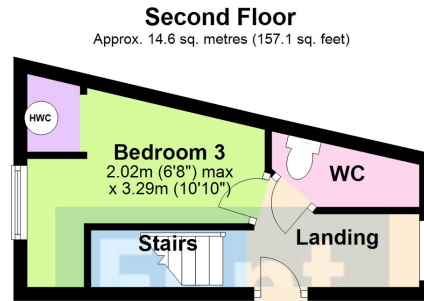 Second Floor
Approx. 14.6 sq. metres (157.1 sq. feet)
HWC
Bedroom 3
2.02m (6'8") max
x 3.29m (10'10")
WC
Stairs
Landing